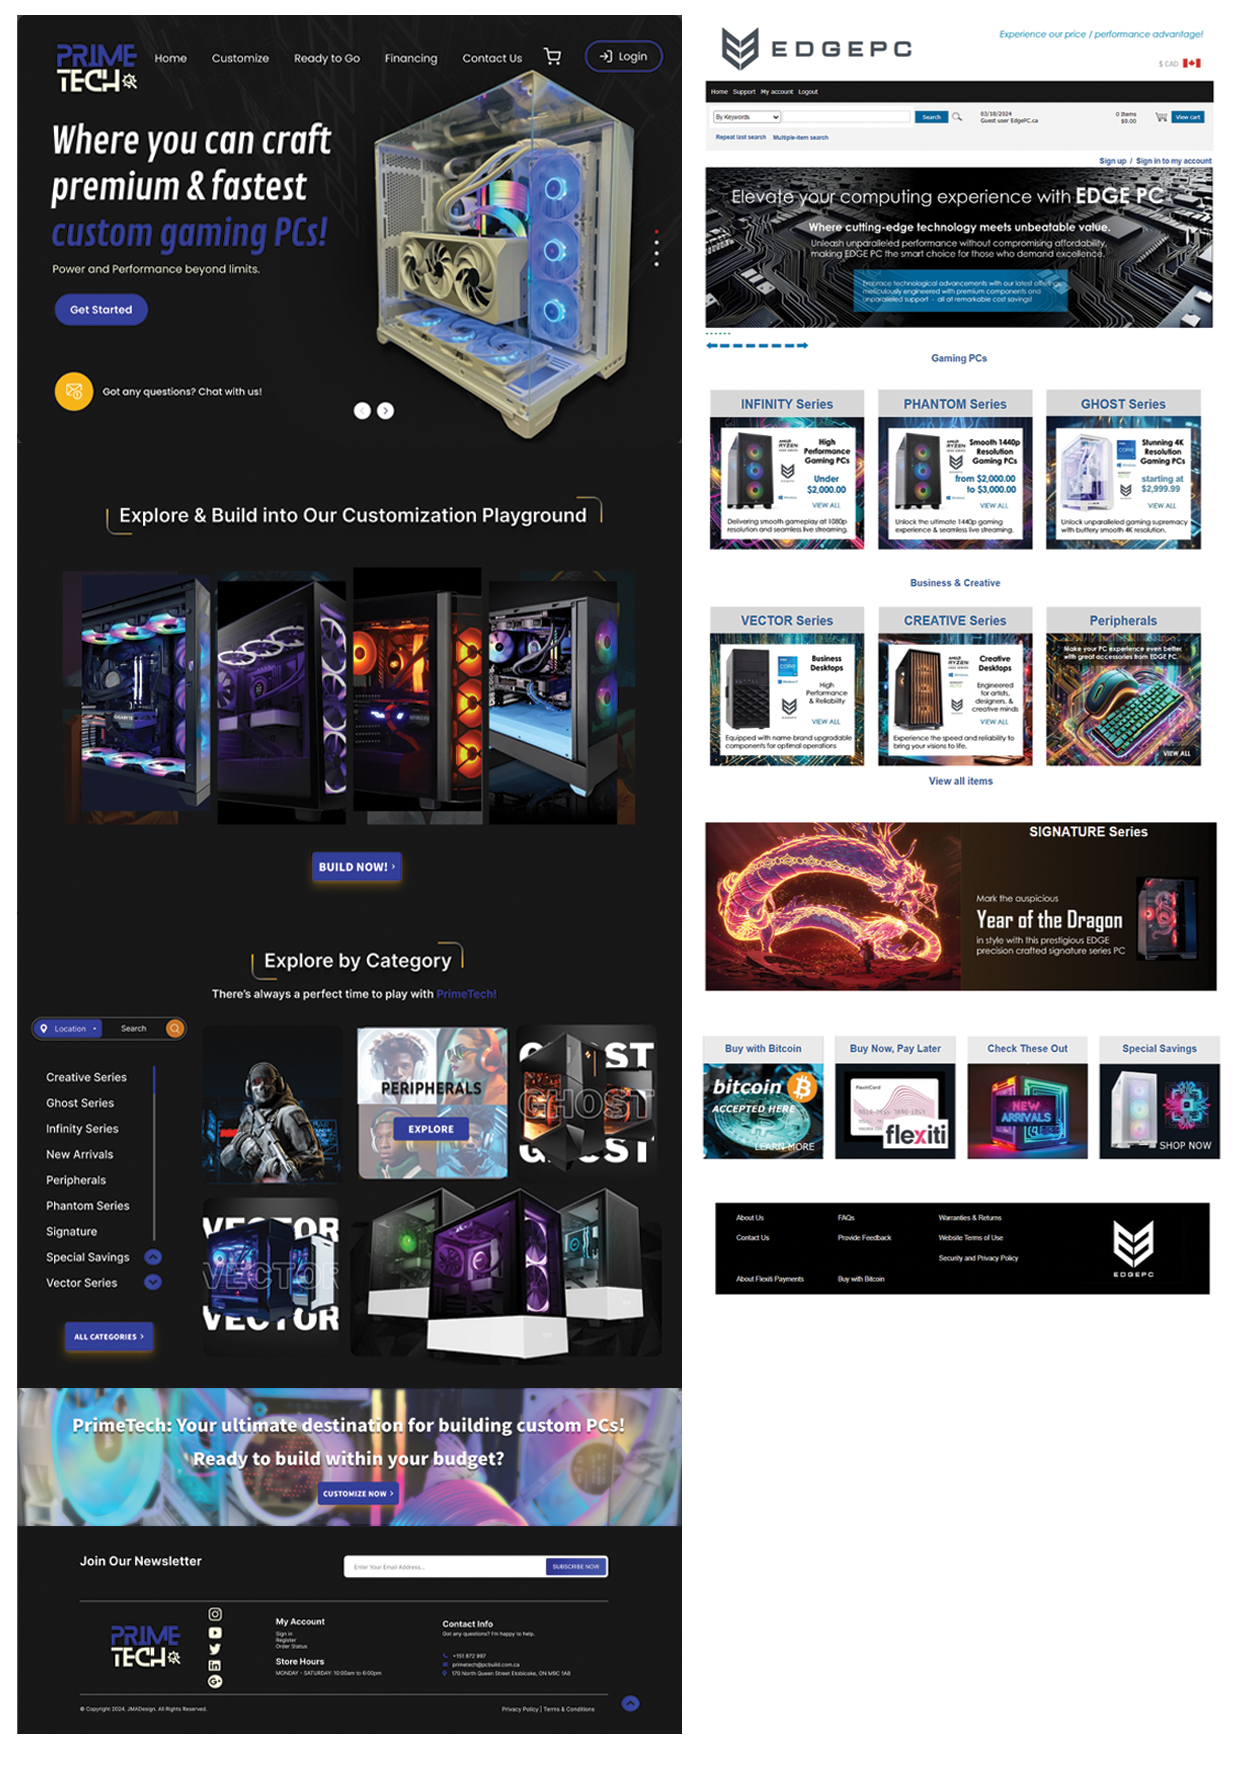 PRIME
TECH
Home
Customize
Ready to Go
Financing
Contact Us
Login
Where you can craft
premium & fastest
custom gaming PCs!
Power and Performance beyond limits.
Get Started
Got any questions? Chat with us!
Explore & Build into Our Customization Playground
BUILD NOW! ›
Explore by Category
There's always a perfect time to play with PrimeTech!
Location
Search
Creative Series
Ghost Series
Infinity Series
New Arrivals
Peripherals
Phantom Series
Signature
Special Savings
Vector Series
ALL CATEGORIES ›
PERIPHERALS
EXPLORE
GHOST
GHOST
GHOST
VECTOR
VECTOR
VECTOR
PrimeTech: Your ultimate destination for building custom PCs!
Ready to build within your budget?
CUSTOMIZE NOW ›
Join Our Newsletter
Enter Your Email Address...
SUBSCRIBE NOW
PRIME
TECH
My Account
Sign in
Register
Order Status
Store Hours
MONDAY - SATURDAY: 10:00am to 6:00pm
Contact Info
Got any questions? I'm happy to help.
+151 872 997
primetech@pcbuild.com.ca
170 North Queen Street Etobicoke, ON M9C 1A8
© Copyright 2024. JMADesign. All Rights Reserved.
Privacy Policy | Terms & Conditions
EDGEPC
Experience our price / performance advantage!
$ CAD
Home Support My account Logout
By Keywords
Search
03/18/2024
Guest user EdgePC.ca
0 Items
$0.00
View cart
Repeat last search Multiple-item search
Sign up / Sign in to my account
Elevate your computing experience with EDGE PC
Where cutting-edge technology meets unbeatable value.
Unleash unparalleled performance without compromising affordability,
making EDGE PC the smart choice for those who demand excellence.
Embrace technological advancements with our latest offerings,
meticulously engineered with premium components and
unparalleled support - all at remarkable cost savings!
Gaming PCs
INFINITY Series
AMD
RYZEN
High
Performance
Gaming PCs
Under
$2,000.00
VIEW ALL
Windows
Delivering smooth gameplay at 1080p
resolution and seamless live streaming.
PHANTOM Series
AMD
RYZEN
Smooth 1440p
Resolution
Gaming PCs
from $2,000.00
to $3,000.00
VIEW ALL
Windows
Unlock the ultimate 1440p gaming
experience & seamless live streaming.
GHOST Series
CORE
Windows
Stunning 4K
Resolution
Gaming PCs
starting at
$2,999.99
VIEW ALL
Unlock unparalleled gaming supremacy
with buttery smooth 4K resolution.
Business & Creative
VECTOR Series
CORE
Business
Desktops
High
Performance
& Reliability
VIEW ALL
Equipped with name-brand upgradable
components for optimal operations
CREATIVE Series
AMD
RYZEN
Windows
Creative
Desktops
Engineered
for artists,
designers, &
creative minds
VIEW ALL
Experience the speed and reliability to
bring your visions to life.
Peripherals
Make your PC experience even better
with great accessories from EDGE PC.
VIEW ALL
View all items
SIGNATURE Series
Mark the auspicious
Year of the Dragon
in style with this prestigious EDGE
precision crafted signature series PC
Buy with Bitcoin
bitcoin
ACCEPTED HERE
LEARN MORE
Buy Now, Pay Later
FlexitiCard
flexiti
Check These Out
NEW
ARRIVALS
Special Savings
SHOP NOW
About Us
FAQs
Warranties & Returns
Contact Us
Provide Feedback
Website Terms of Use
Security and Privacy Policy
About Flexiti Payments
Buy with Bitcoin
EDGEPC